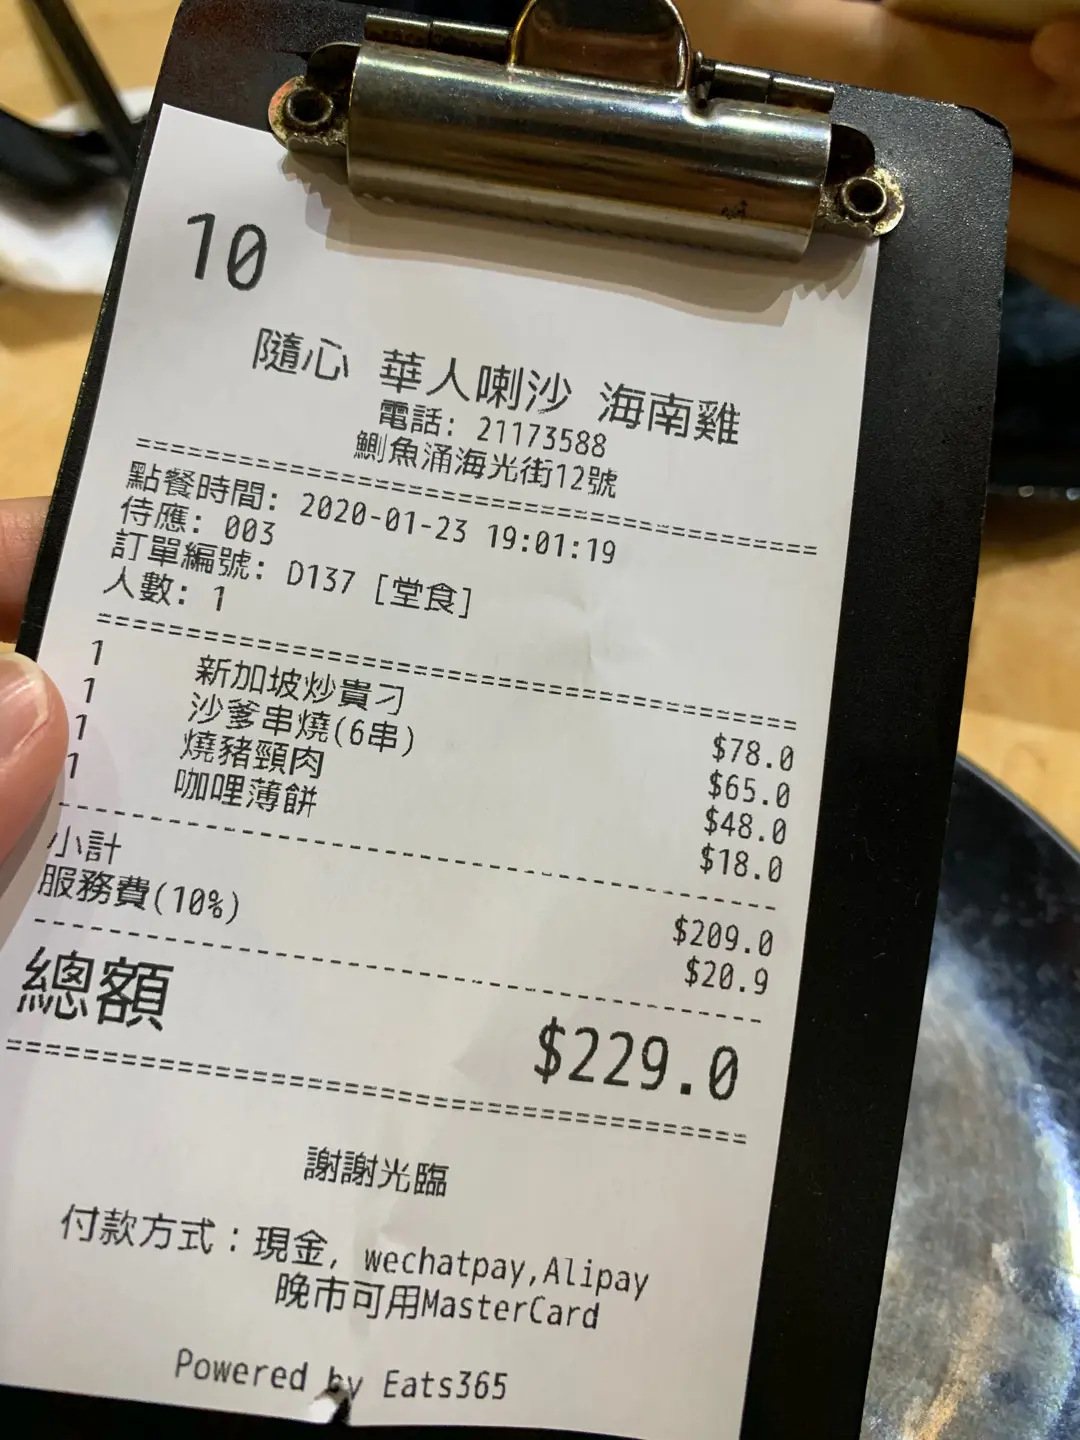 10
隨心 華人喇沙 海南雞
電話: 21173588
鰂魚涌海光街12號
================================
點餐時間: 2020-01-23 19:01:19
侍應: 003
訂單編號: D137 [堂食]
人數: 1
================================
1 新加坡炒貴刁 $78.0
1 沙爹串燒(6串) $65.0
1 燒豬頸肉 $48.0
1 咖哩薄餅 $18.0
--------------------------------
小計 $209.0
服務費(10%) $20.9
--------------------------------
總額 $229.0
================================
謝謝光臨
付款方式：現金, wechatpay,Alipay
晚市可用MasterCard
Powered by Eats365